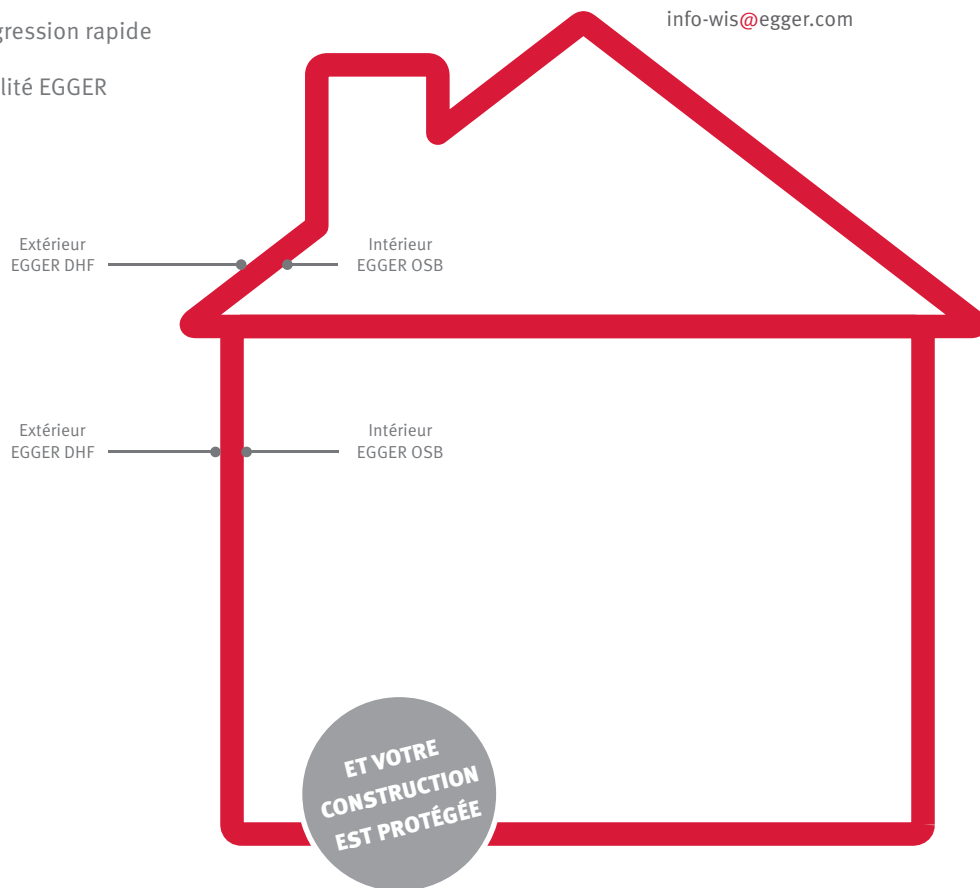 info-wis@egger.com
gression rapide
lité EGGER
Extérieur
EGGER DHF
Intérieur
EGGER OSB
Extérieur
EGGER DHF
Intérieur
EGGER OSB
ET VOTRE
CONSTRUCTION
EST PROTÉGÉE